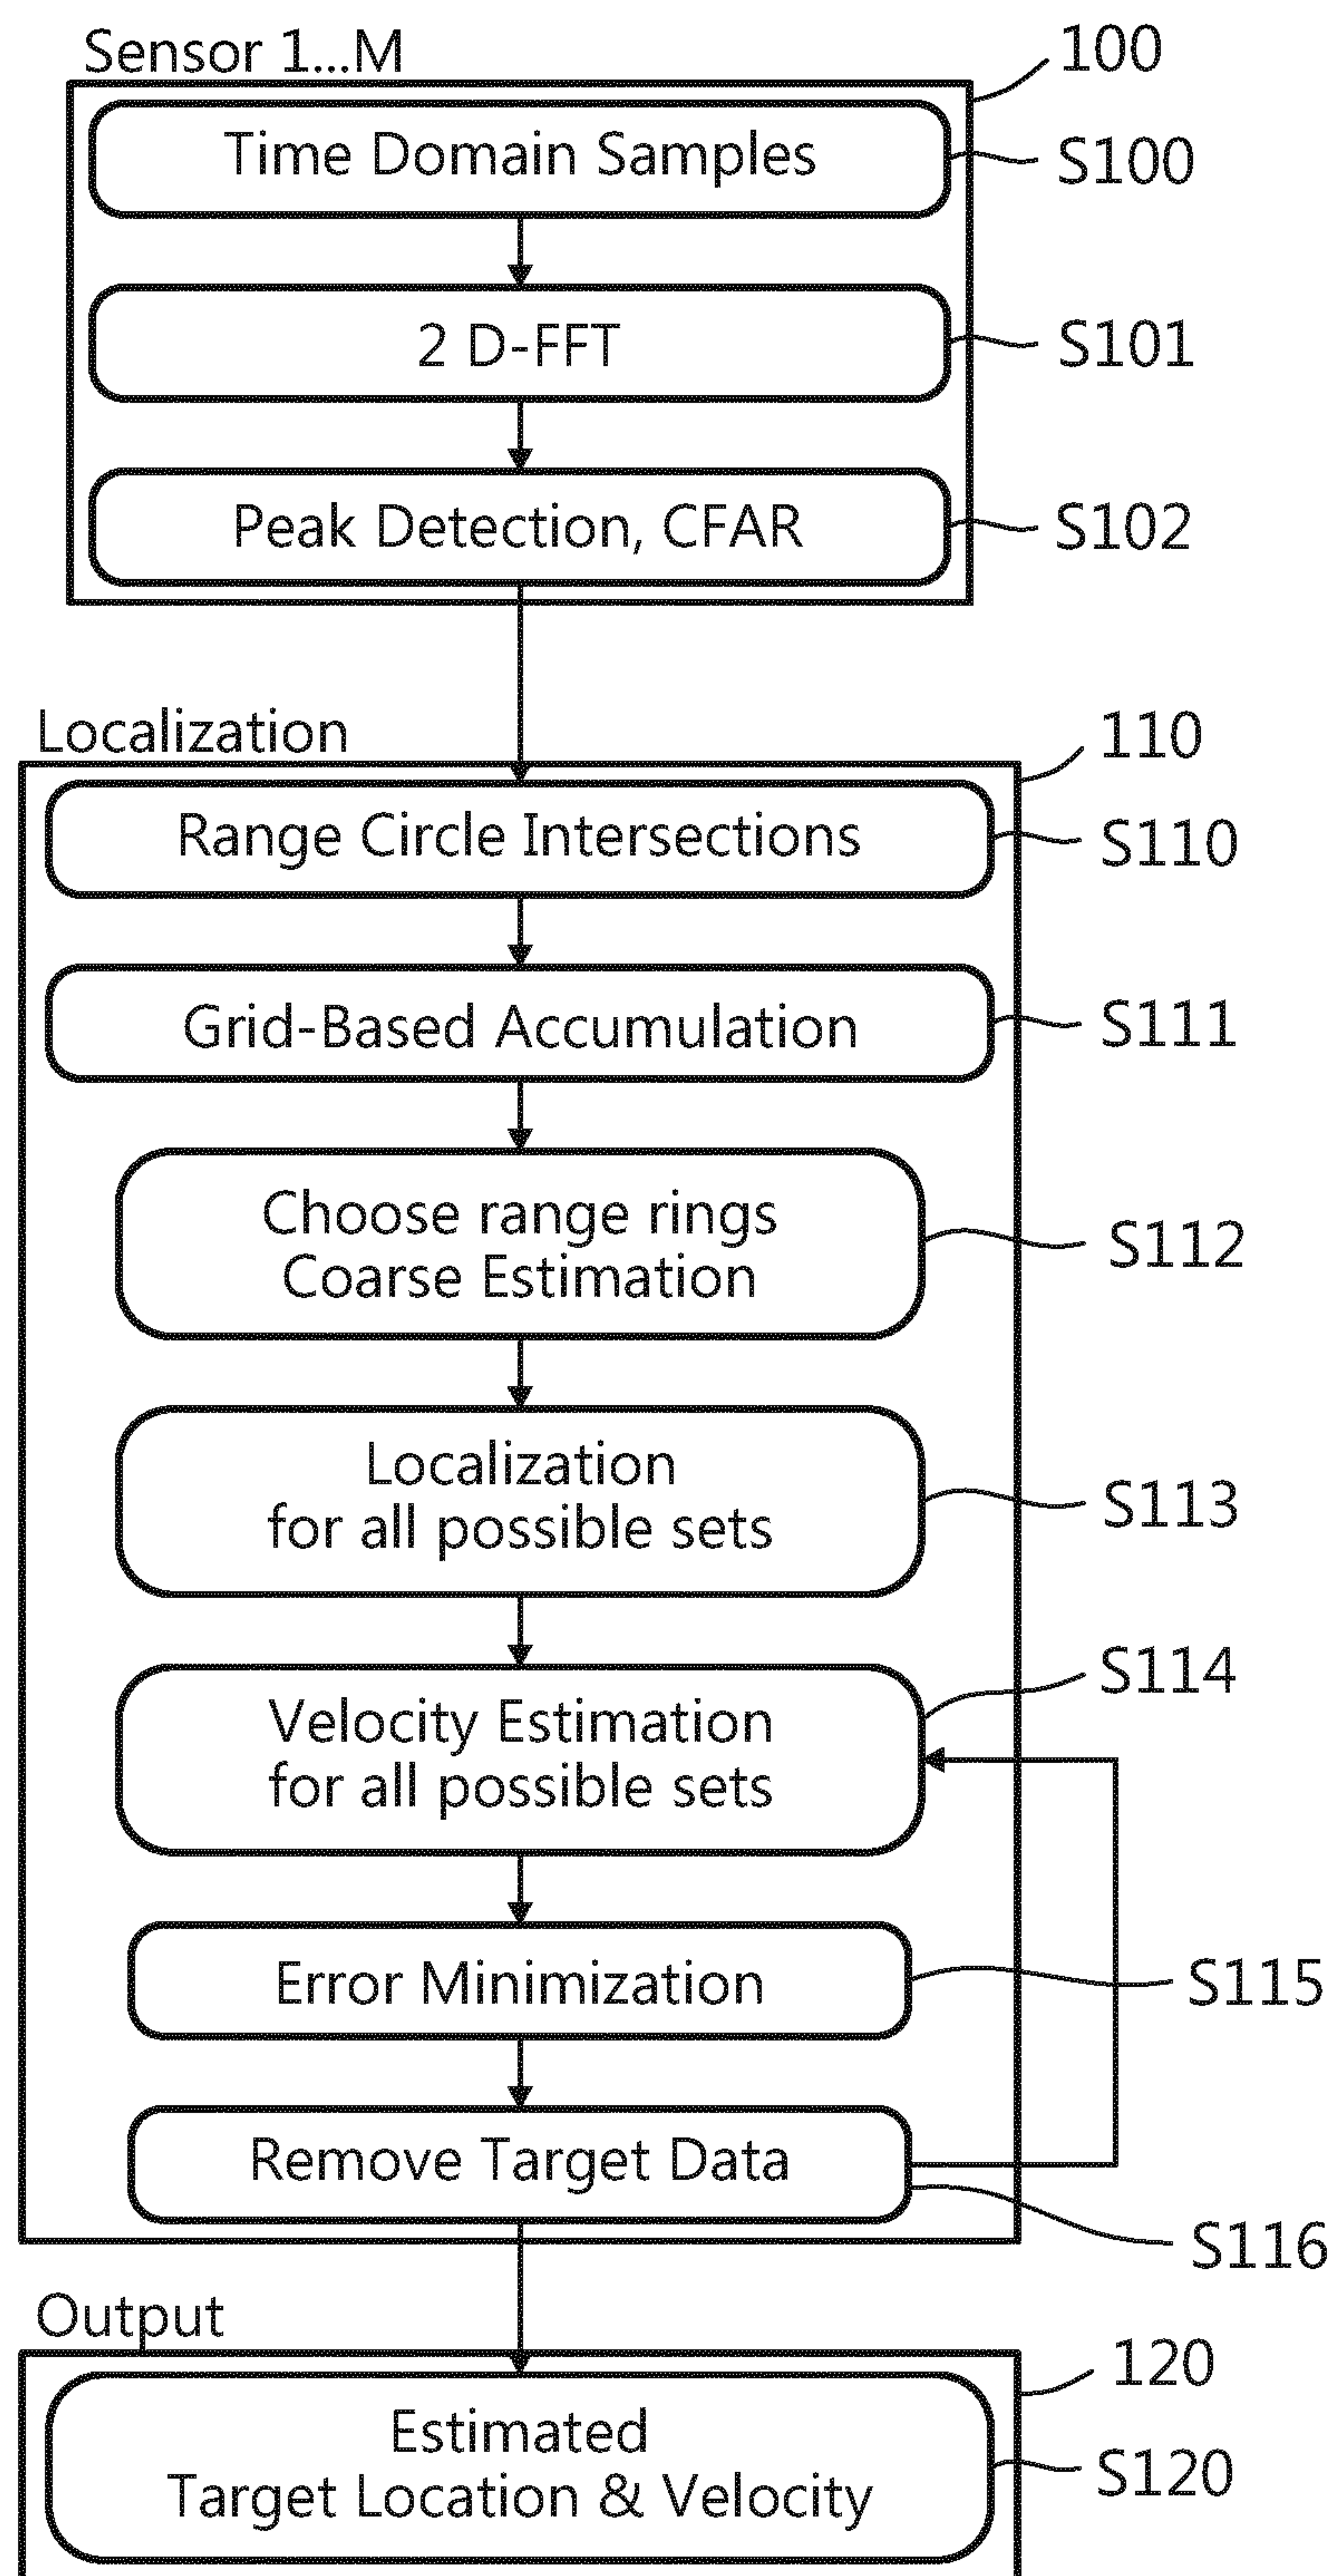 Sensor 1...M
100
Time Domain Samples
S100
2 D-FFT
S101
Peak Detection, CFAR
S102
Localization
110
Range Circle Intersections
S110
Grid-Based Accumulation
S111
Choose range rings
Coarse Estimation
S112
Localization
for all possible sets
S113
Velocity Estimation
for all possible sets
S114
Error Minimization
S115
Remove Target Data
S116
Output
120
Estimated
Target Location & Velocity
S120